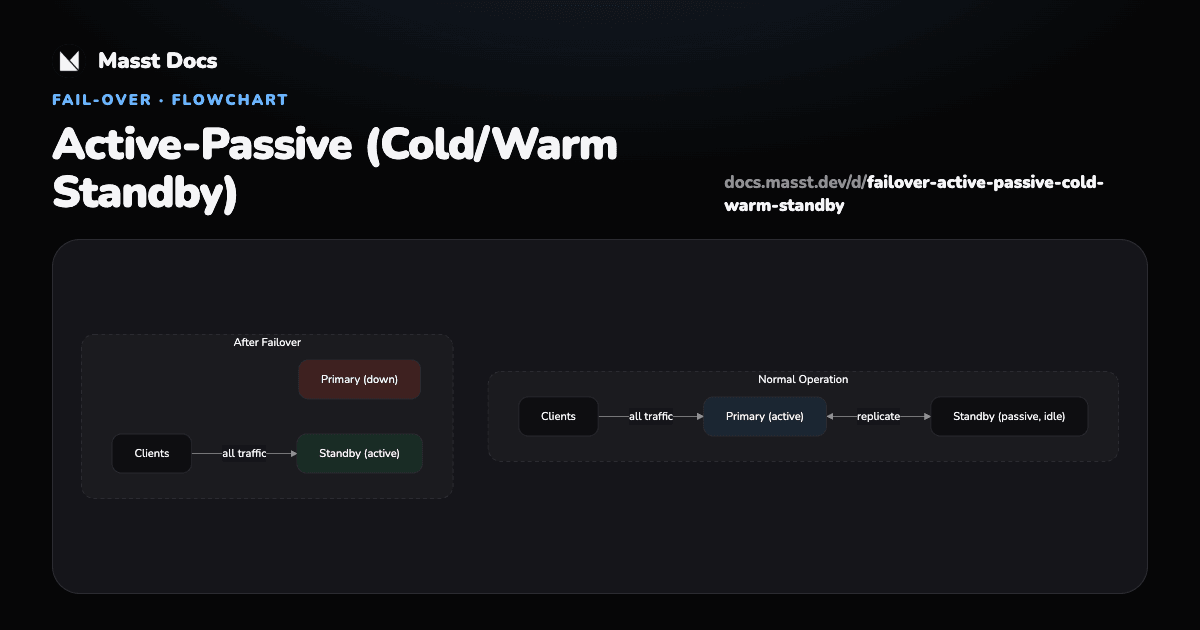 Masst Docs
FAIL-OVER · FLOWCHART
Active-Passive (Cold/Warm
Standby)
docs.masst.dev/d/failover-active-passive-cold-
warm-standby
After Failover
Primary (down)
Clients
all traffic
Standby (active)
Normal Operation
Clients
all traffic
Primary (active)
replicate
Standby (passive, idle)